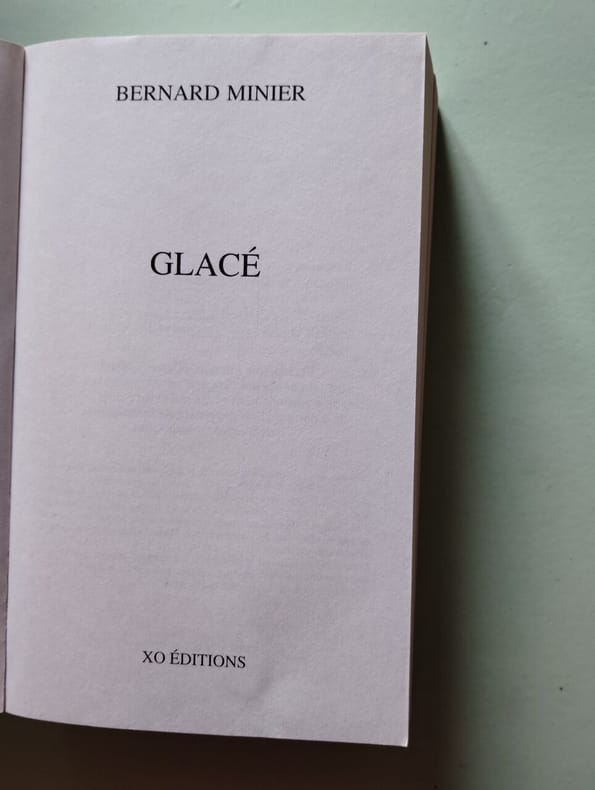 BERNARD MINIER
GLACÉ
XO ÉDITIONS